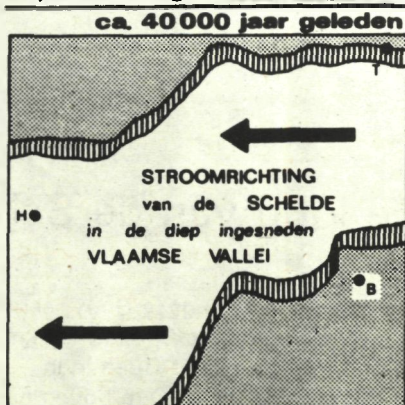 ca. 40 000 jaar geleden
T
STROOMRICHTING
van de SCHELDE
H
in de diep ingesneden
VLAAMSE VALLEI
B